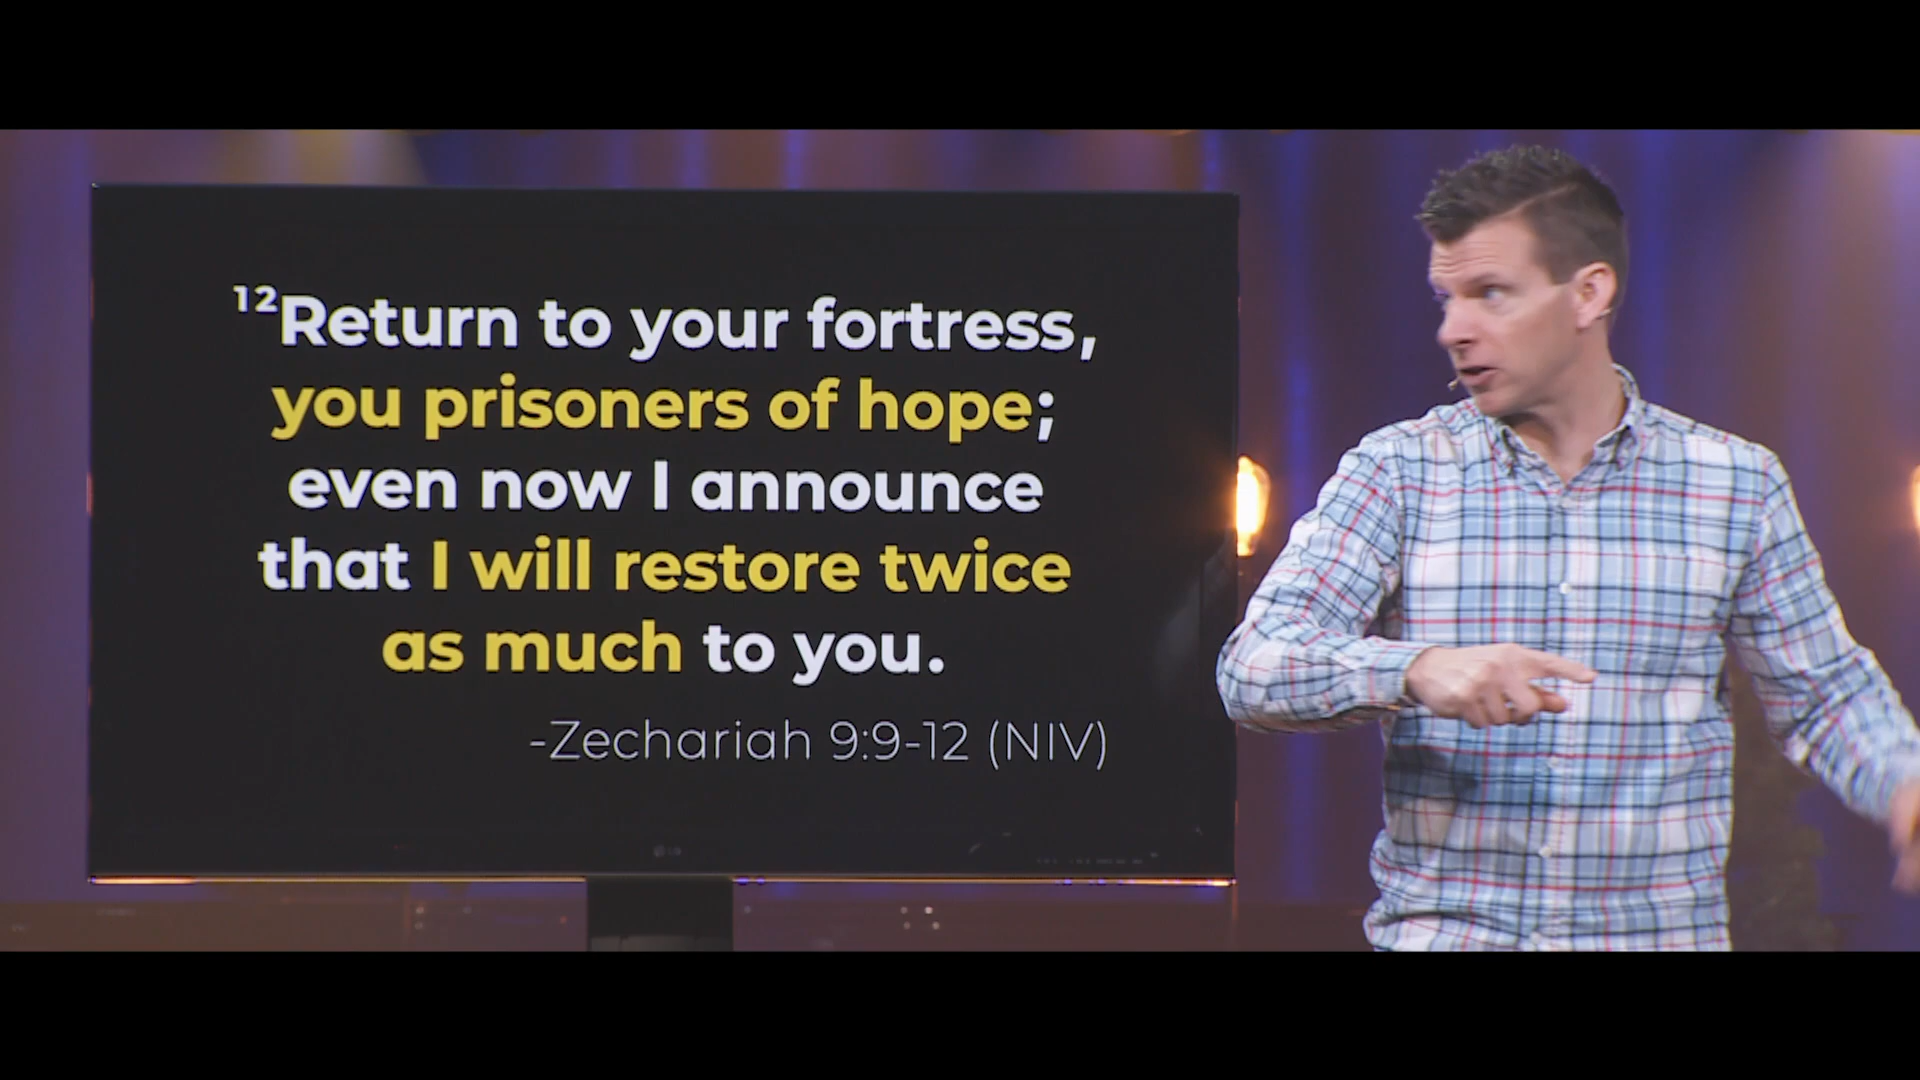 ¹²Return to your fortress,
you prisoners of hope;
even now I announce
that I will restore twice
as much to you.
-Zechariah 9:9-12 (NIV)
LG